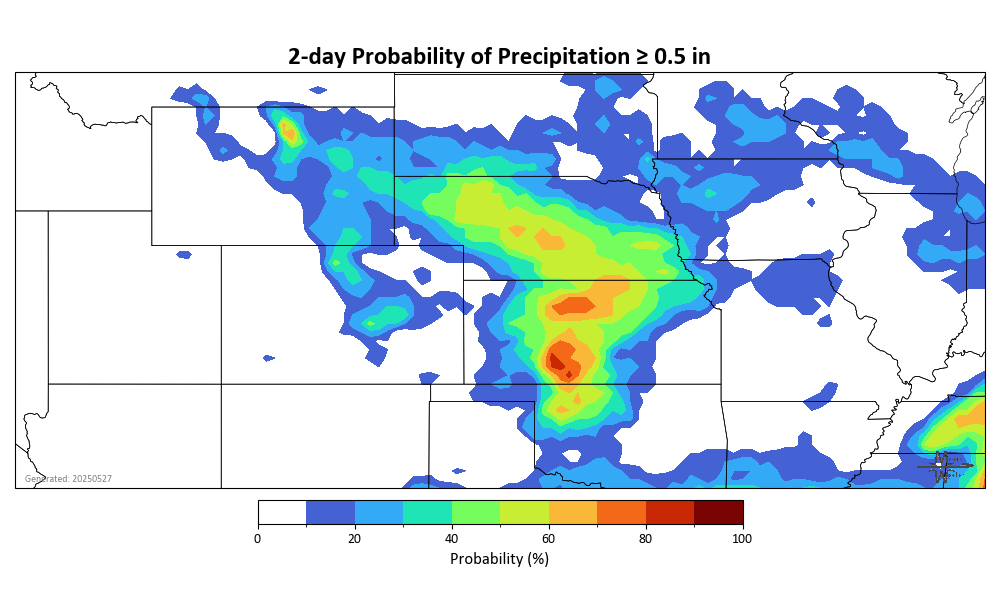 2-day Probability of Precipitation ≥ 0.5 in
Generated: 20250527
0 20 40 60 80 100
Probability (%)